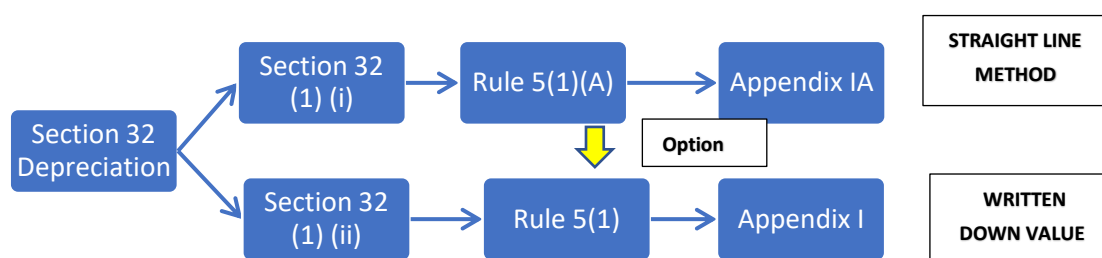 Section 32
Depreciation
Section 32
(1) (i)
Rule 5(1)(A)
Appendix IA
STRAIGHT LINE
METHOD
Option
Section 32
(1) (ii)
Rule 5(1)
Appendix I
WRITTEN
DOWN VALUE